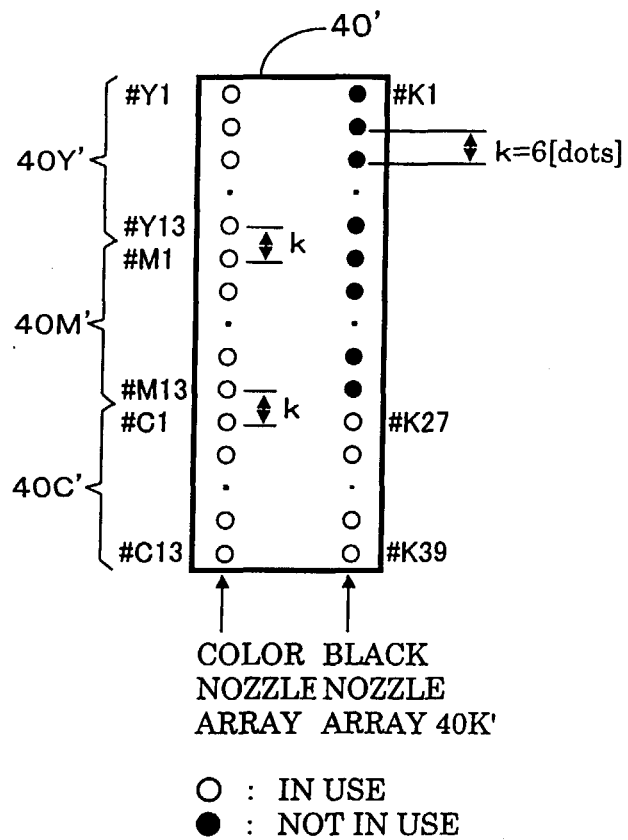 40'
#Y1 #K1
40Y' k=6[dots]
#Y13 k
#M1
40M'
#M13 k
#C1 #K27
40C'
#C13 #K39
COLOR BLACK
NOZZLE NOZZLE
ARRAY ARRAY 40K'
○ : IN USE
● : NOT IN USE